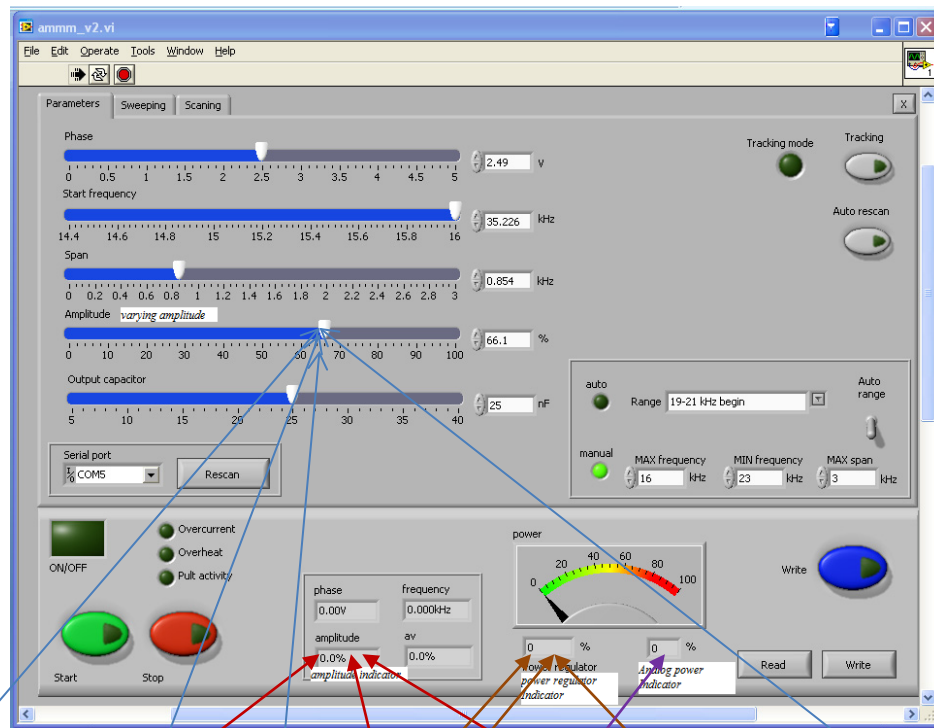 ammm_v2.vi
File Edit Operate Tools Window Help
1
Parameters Sweeping Scaning X
Phase
2.49 V
0 0.5 1 1.5 2 2.5 3 3.5 4 4.5 5
Start frequency
35.226 kHz
14.4 14.6 14.8 15 15.2 15.4 15.6 15.8 16
Span
0.854 kHz
0 0.2 0.4 0.6 0.8 1 1.2 1.4 1.6 1.8 2 2.2 2.4 2.6 2.8 3
Amplitude varying amplitude
66.1 %
0 10 20 30 40 50 60 70 80 90 100
Output capacitor
25 nF
5 10 15 20 25 30 35 40
Tracking mode Tracking
Auto rescan
auto Range 19-21 kHz begin Auto range
manual MAX frequency MIN frequency MAX span
16 kHz 23 kHz 3 kHz
Serial port
I/O COM5 Rescan
ON/OFF
Overcurrent
Overheat
Pult activity
Start Stop
phase frequency
0.00V 0.000kHz
amplitude av
0.0% 0.0%
amplitude indicator
power
0 20 40 60 80 100
0 % 0 %
Power regulator
power regulator
Indicator
Analog power
Indicator
Write
Read Write